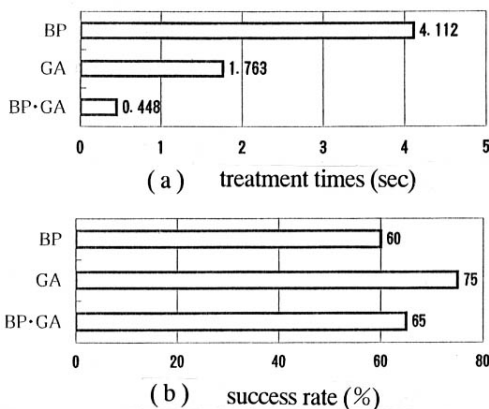 BP 4.112
GA 1.763
BP·GA 0.448
0 1 2 3 4 5
(a) treatment times (sec)
BP 60
GA 75
BP·GA 65
0 20 40 60 80
(b) success rate (%)